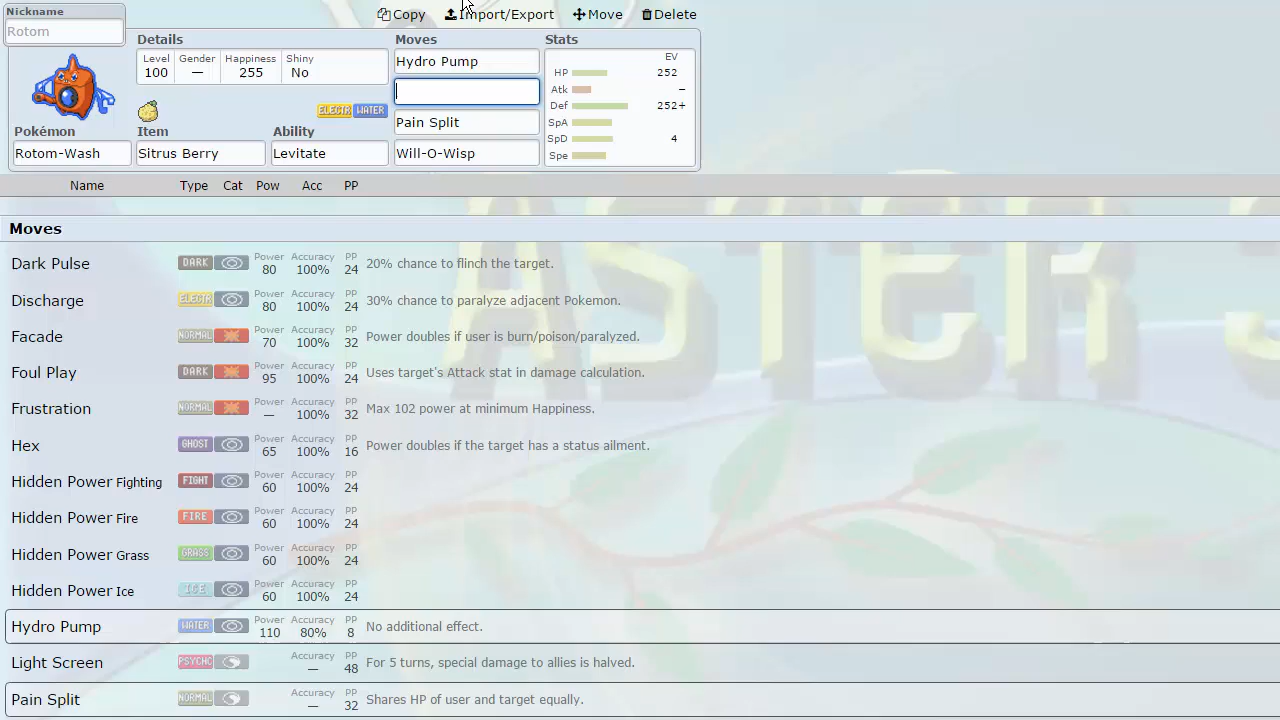 Nickname
Rotom
Copy Import/Export Move Delete
Details
Level Gender Happiness Shiny
100 — 255 No
ELECTR WATER
Pokémon Item Ability
Rotom-Wash Sitrus Berry Levitate
Moves
Hydro Pump
Pain Split
Will-O-Wisp
Stats
EV
HP 252
Atk –
Def 252+
SpA
SpD 4
Spe
Name Type Cat Pow Acc PP
Moves
Dark Pulse DARK Power 80 Accuracy 100% PP 24 20% chance to flinch the target.
Discharge ELECTR Power 80 Accuracy 100% PP 24 30% chance to paralyze adjacent Pokemon.
Facade NORMAL Power 70 Accuracy 100% PP 32 Power doubles if user is burn/poison/paralyzed.
Foul Play DARK Power 95 Accuracy 100% PP 24 Uses target's Attack stat in damage calculation.
Frustration NORMAL Power — Accuracy 100% PP 32 Max 102 power at minimum Happiness.
Hex GHOST Power 65 Accuracy 100% PP 16 Power doubles if the target has a status ailment.
Hidden Power Fighting FIGHT Power 60 Accuracy 100% PP 24
Hidden Power Fire FIRE Power 60 Accuracy 100% PP 24
Hidden Power Grass GRASS Power 60 Accuracy 100% PP 24
Hidden Power Ice ICE Power 60 Accuracy 100% PP 24
Hydro Pump WATER Power 110 Accuracy 80% PP 8 No additional effect.
Light Screen PSYCHC Accuracy — PP 48 For 5 turns, special damage to allies is halved.
Pain Split NORMAL Accuracy — PP 32 Shares HP of user and target equally.